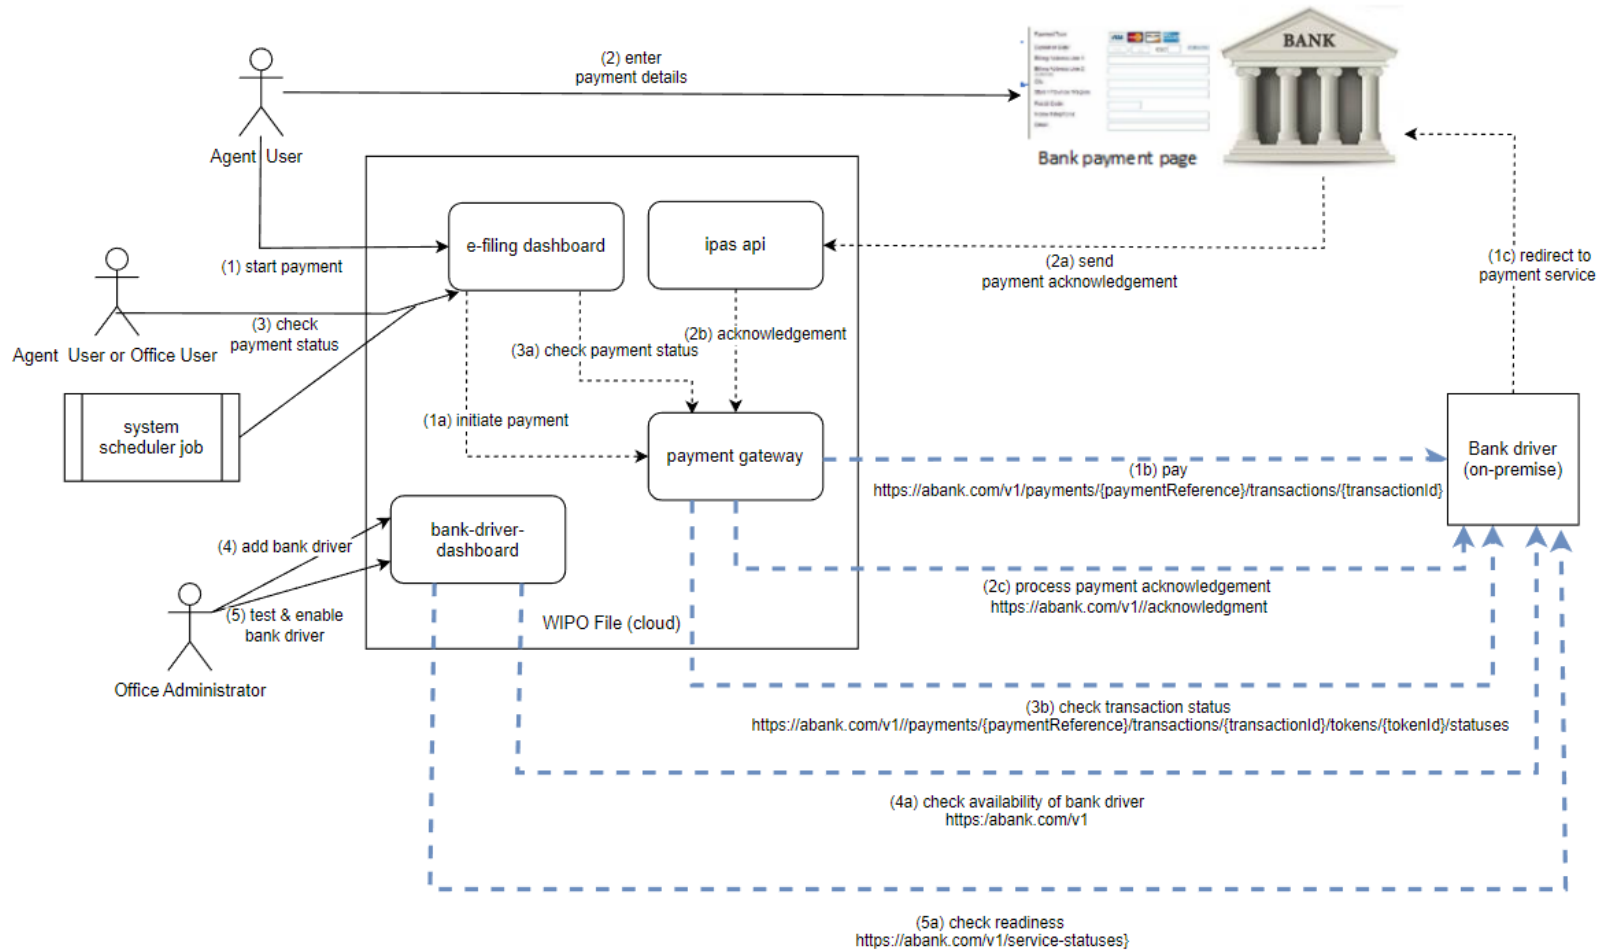 (2) enter
payment details
BANK
Bank payment page
Agent User
e-filing dashboard
ipas api
(1) start payment
(2a) send
payment acknowledgement
(1c) redirect to
payment service
(3) check
payment status
Agent User or Office User
(2b) acknowledgement
(3a) check payment status
system
scheduler job
(1a) initiate payment
payment gateway
Bank driver
(on-premise)
(1b) pay
https://abank.com/v1/payments/{paymentReference}/transactions/{transactionId}
bank-driver-
dashboard
(4) add bank driver
(5) test & enable
bank driver
WIPO File (cloud)
Office Administrator
(2c) process payment acknowledgement
https://abank.com/v1//acknowledgment
(3b) check transaction status
https://abank.com/v1//payments/{paymentReference}/transactions/{transactionId}/tokens/{tokenId}/statuses
(4a) check availability of bank driver
https:/abank.com/v1
(5a) check readiness
https://abank.com/v1/service-statuses}